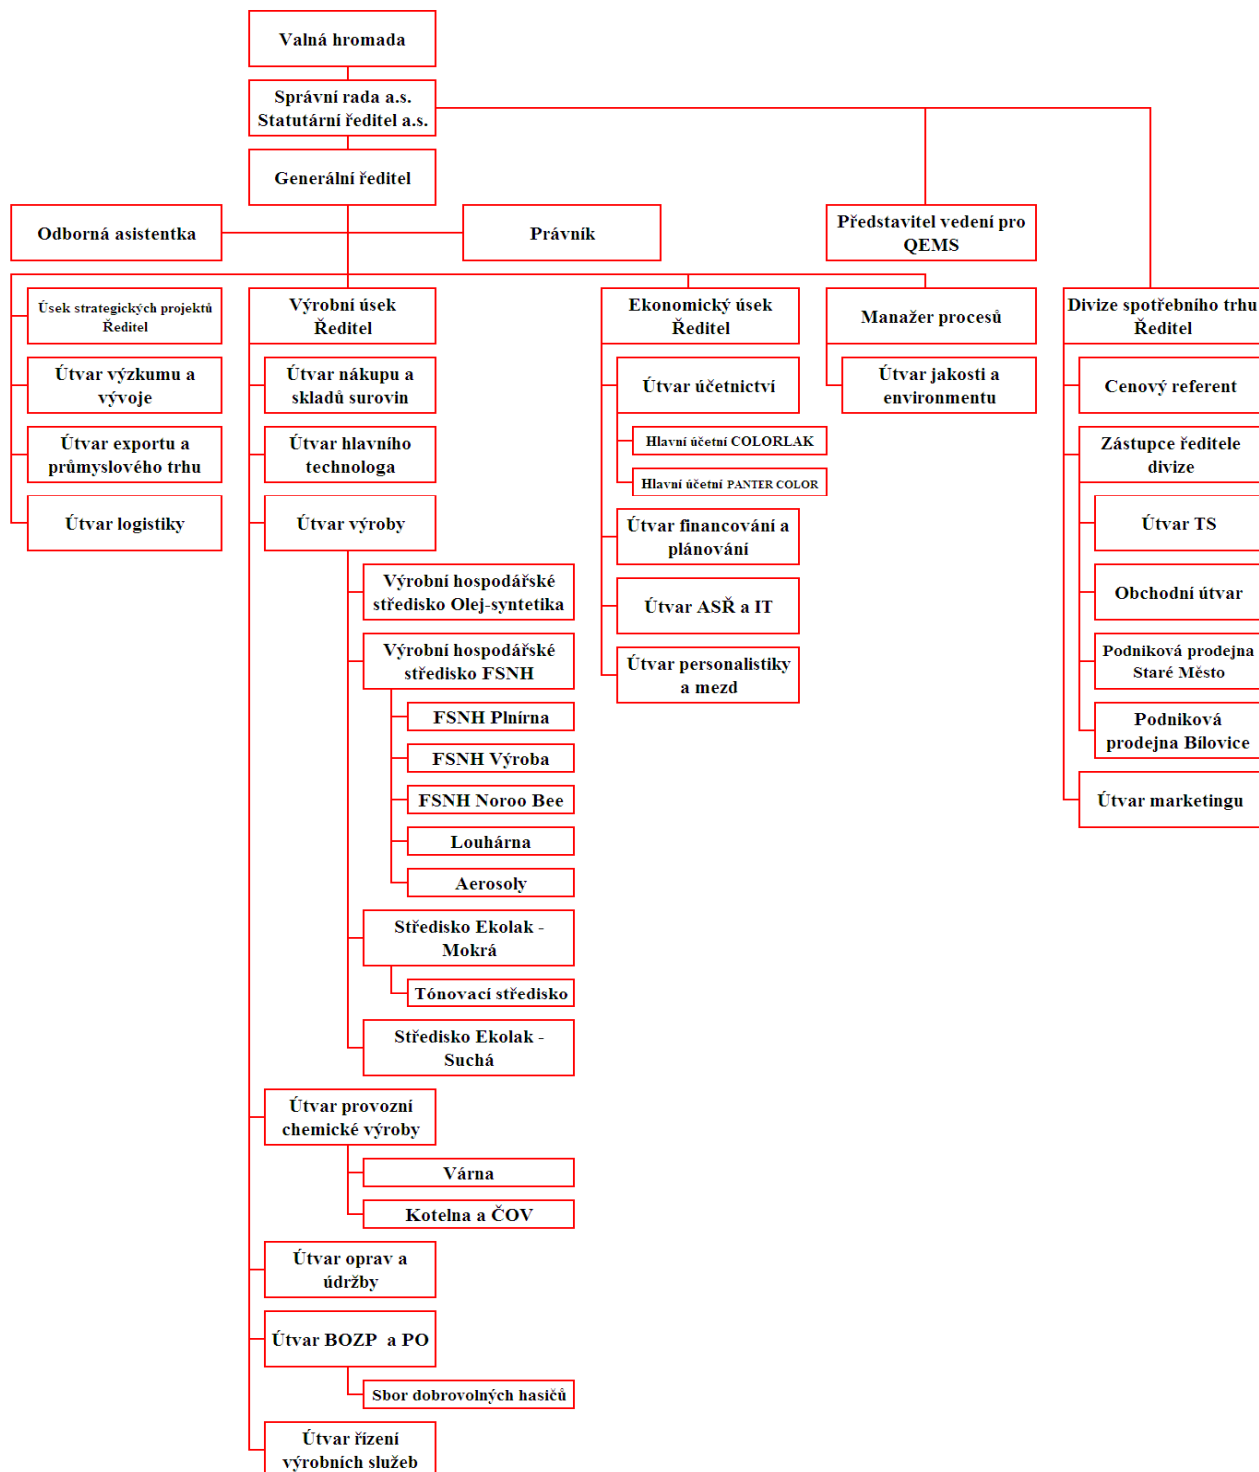 Valná hromada
Správní rada a.s.
Statutární ředitel a.s.
Generální ředitel
Odborná asistentka
Právník
Představitel vedení pro
QEMS
Úsek strategických projektů
Ředitel
Útvar výzkumu a
vývoje
Útvar exportu a
průmyslového trhu
Útvar logistiky
Výrobní úsek
Ředitel
Útvar nákupu a
skladů surovin
Útvar hlavního
technologa
Útvar výroby
Výrobní hospodářské
středisko Olej-syntetika
Výrobní hospodářské
středisko FSNH
FSNH Plnírna
FSNH Výroba
FSNH Noroo Bee
Louhárna
Aerosoly
Středisko Ekolak -
Mokrá
Tónovací středisko
Středisko Ekolak -
Suchá
Útvar provozní
chemické výroby
Várna
Kotelna a ČOV
Útvar oprav a
údržby
Útvar BOZP  a PO
Sbor dobrovolných hasičů
Útvar řízení
výrobních služeb
Ekonomický úsek
Ředitel
Útvar účetnictví
Hlavní účetní COLORLAK
Hlavní účetní PANTER COLOR
Útvar financování a
plánování
Útvar ASŘ a IT
Útvar personalistiky
a mezd
Manažer procesů
Útvar jakosti a
environmentu
Divize spotřebního trhu
Ředitel
Cenový referent
Zástupce ředitele
divize
Útvar TS
Obchodní útvar
Podniková prodejna
Staré Město
Podniková
prodejna Bílovice
Útvar marketingu